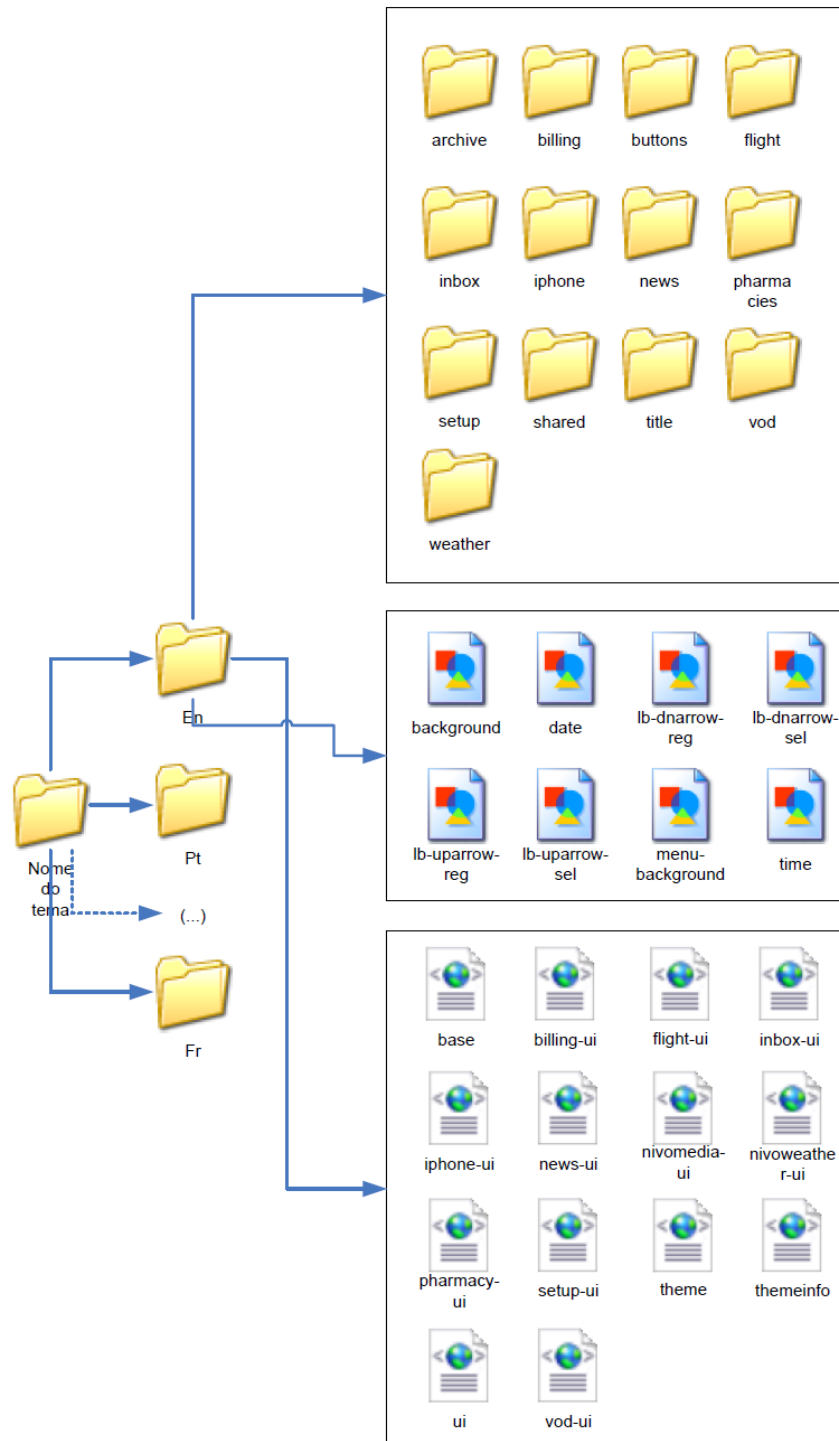 archive
billing
buttons
flight
inbox
iphone
news
pharma
cies
setup
shared
title
vod
weather
En
Nome
do
tema
Pt
(...)
Fr
background
date
lb-dnarrow-
reg
lb-dnarrow-
sel
lb-uparrow-
reg
lb-uparrow-
sel
menu-
background
time
base
billing-ui
flight-ui
inbox-ui
iphone-ui
news-ui
nivomedia-
ui
nivoweathe
r-ui
pharmacy-
ui
setup-ui
theme
themeinfo
ui
vod-ui